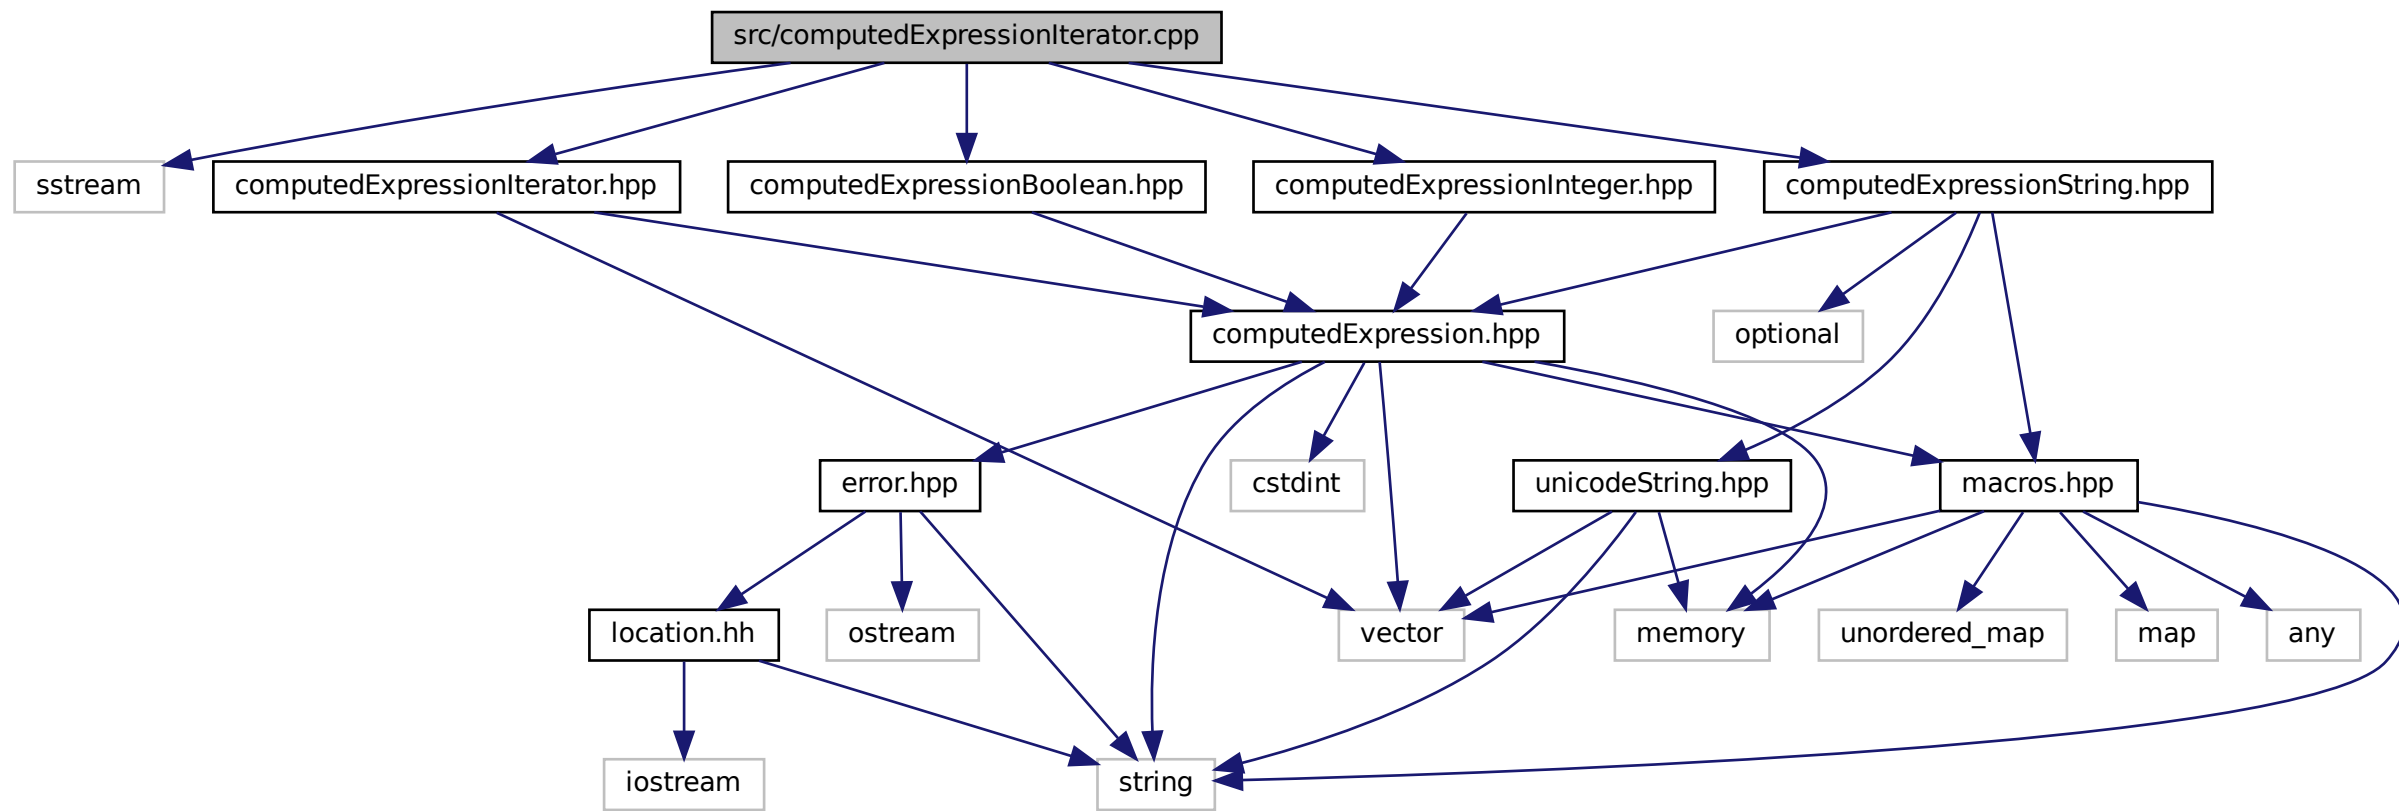 src/computedExpressionIterator.cpp
sstream
computedExpressionIterator.hpp
computedExpressionBoolean.hpp
computedExpressionInteger.hpp
computedExpressionString.hpp
computedExpression.hpp
optional
error.hpp
cstdint
unicodeString.hpp
macros.hpp
location.hh
ostream
vector
memory
unordered_map
map
any
iostream
string